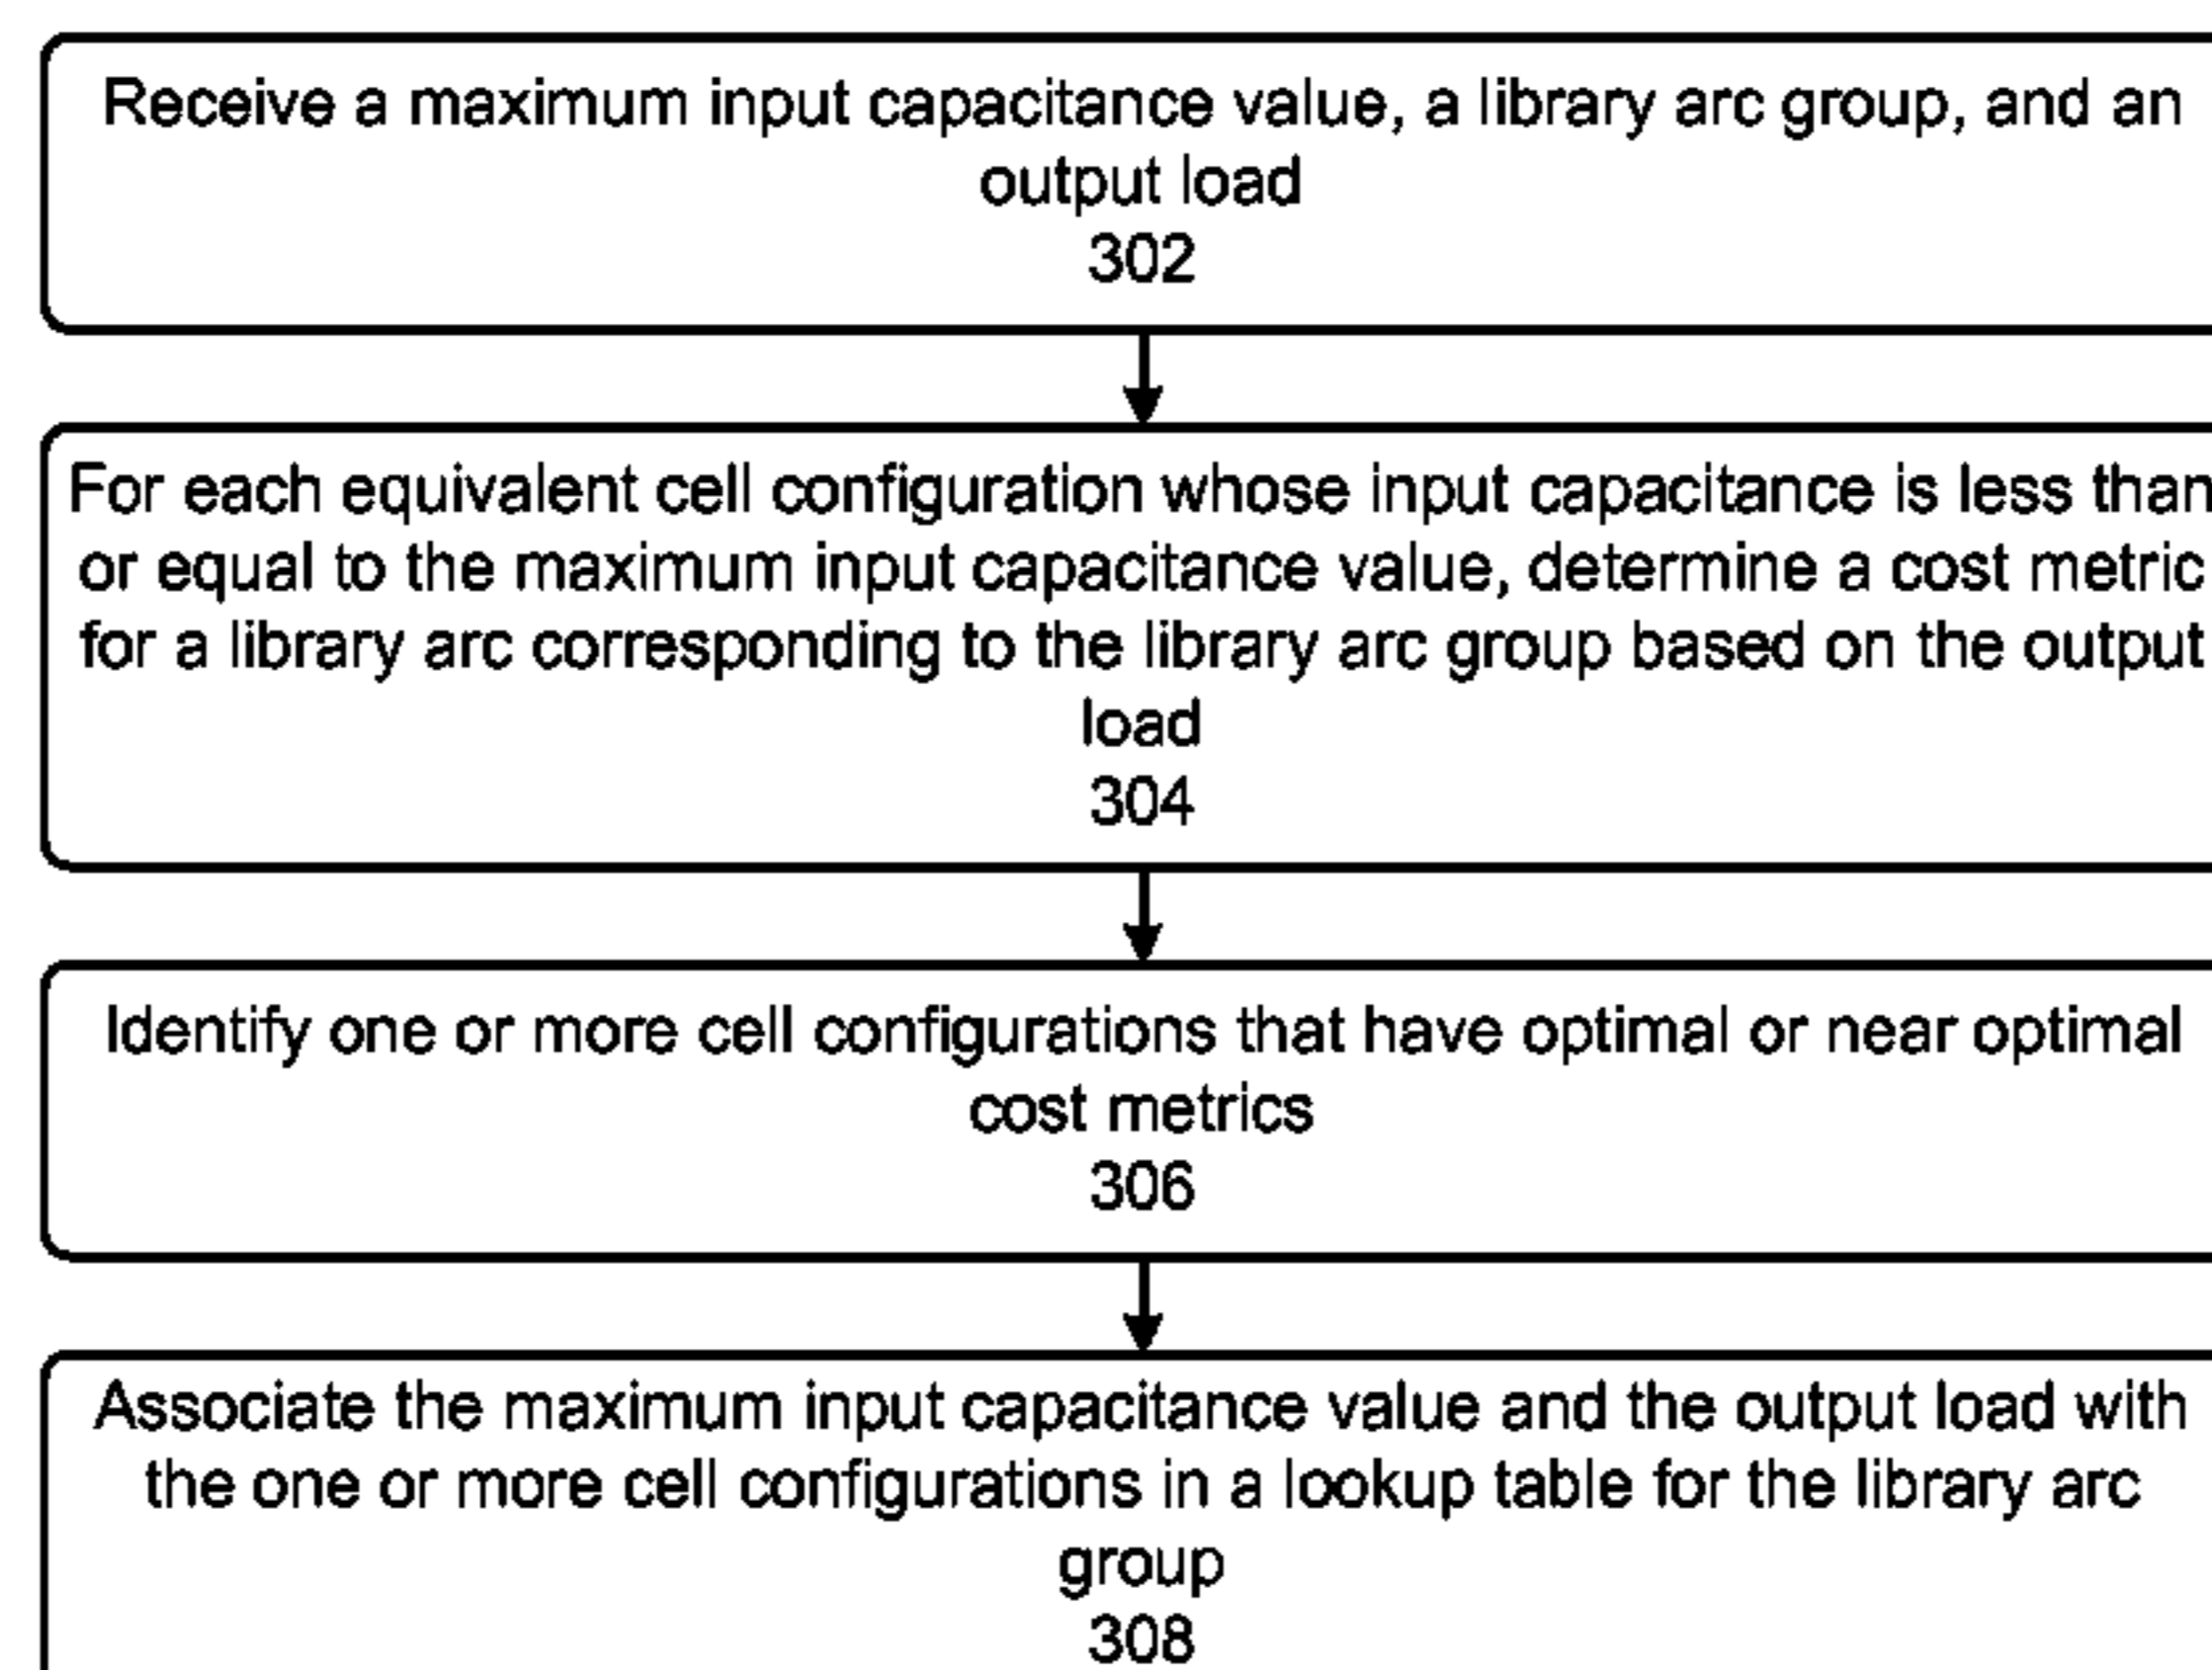 Receive a maximum input capacitance value, a library arc group, and an
output load
302
For each equivalent cell configuration whose input capacitance is less than
or equal to the maximum input capacitance value, determine a cost metric
for a library arc corresponding to the library arc group based on the output
load
304
Identify one or more cell configurations that have optimal or near optimal
cost metrics
306
Associate the maximum input capacitance value and the output load with
the one or more cell configurations in a lookup table for the library arc
group
308